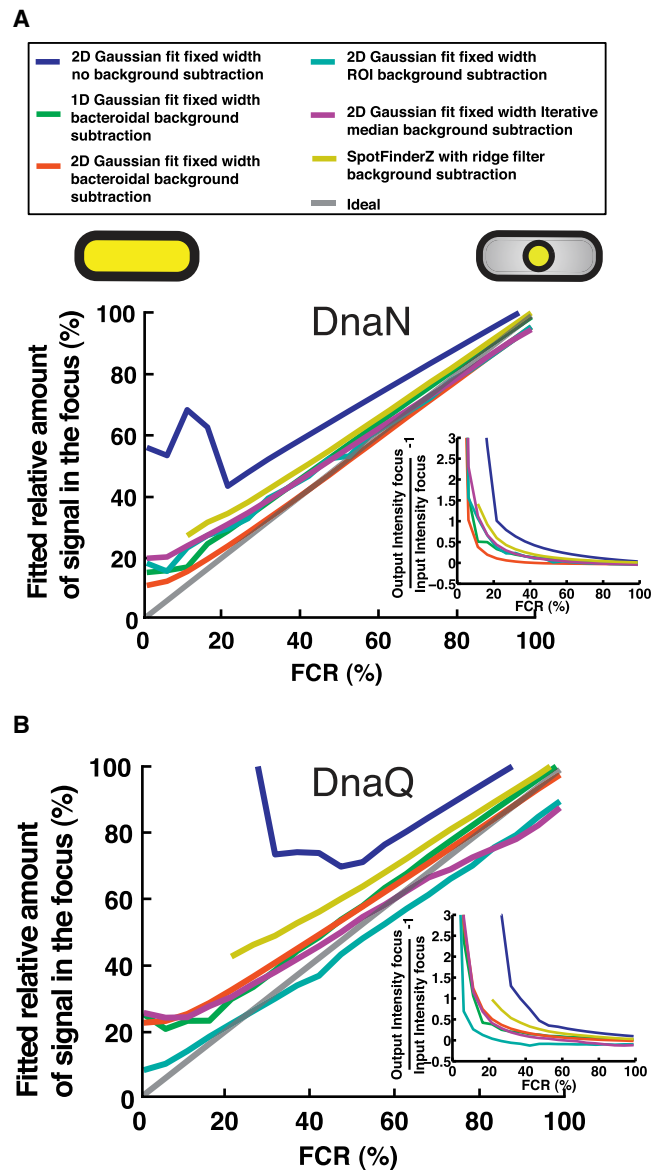 A
2D Gaussian fit fixed width
no background subtraction
1D Gaussian fit fixed width
bacteroidal background
subtraction
2D Gaussian fit fixed width
bacteroidal background
subtraction
2D Gaussian fit fixed width
ROI background subtraction
2D Gaussian fit fixed width Iterative
median background subtraction
SpotFinderZ with ridge filter
background subtraction
Ideal
DnaN
Fitted relative amount
of signal in the focus (%)
100
80
60
40
20
0
0
20
40
60
80
100
FCR (%)
Output Intensity focus -1
Input Intensity focus
3
2.5
2
1.5
1
0.5
0
−0.5
0
20
40
60
80
100
FCR (%)
B
DnaQ
Fitted relative amount
of signal in the focus (%)
100
80
60
40
20
0
0
20
40
60
80
100
FCR (%)
Output Intensity focus -1
Input Intensity focus
3
2.5
2
1.5
1
0.5
0
−0.5
0
20
40
60
80
100
FCR (%)